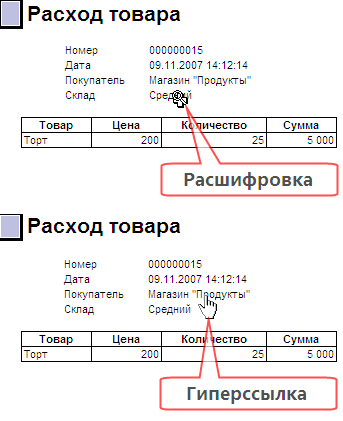 Расход товара
Номер 000000015
Дата 09.11.2007 14:12:14
Покупатель Магазин "Продукты"
Склад Средний
Товар Цена Количество Сумма
Торт 200 25 5 000
Расшифровка
Расход товара
Номер 000000015
Дата 09.11.2007 14:12:14
Покупатель Магазин "Продукты"
Склад Средний
Товар Цена Количество Сумма
Торт 200 25 5 000
Гиперссылка